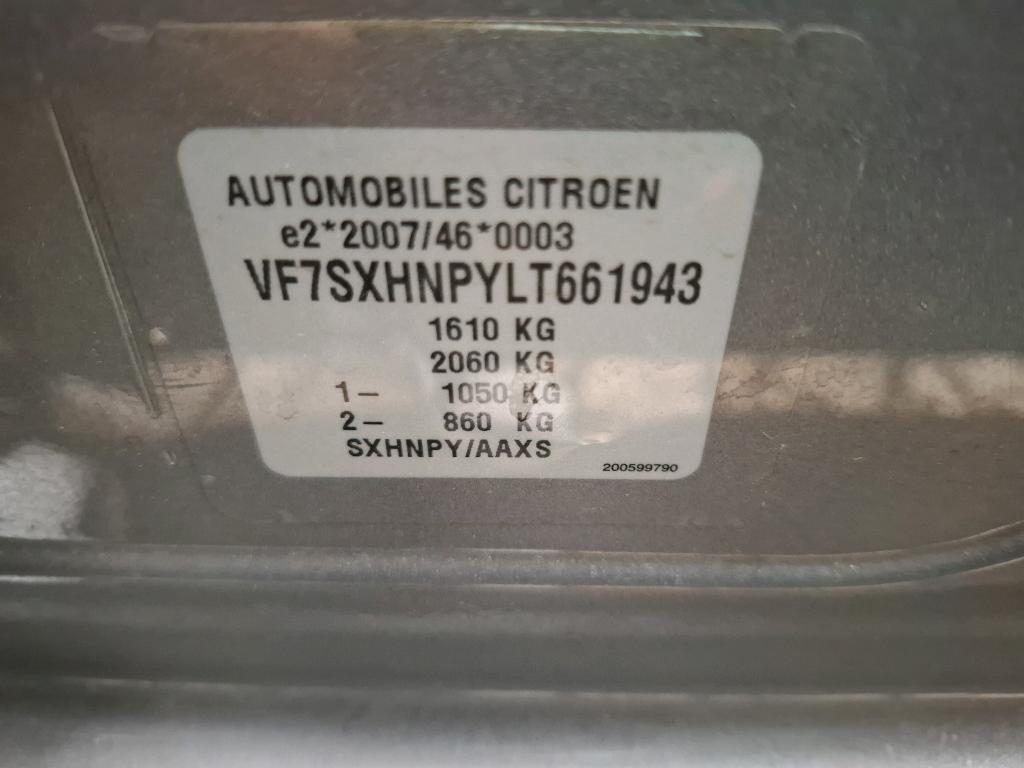 AUTOMOBILES CITROEN
e2*2007/46*0003
VF7SXHNPYLT661943
1610 KG
2060 KG
1- 1050 KG
2- 860 KG
SXHNPY/AAXS
200599790